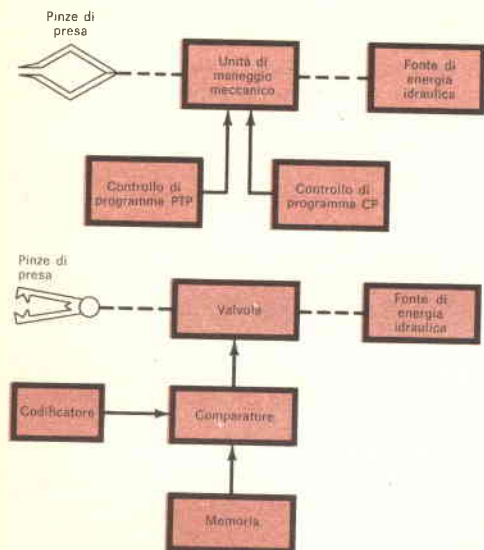 Pinze di
presa
Unità di
maneggio
meccanico
Fonte di
energia
idraulica
Controllo di
programma PTP
Controllo di
programma CP
Pinze di
presa
Valvola
Fonte di
energia
idraulica
Codificatore
Comparatore
Memoria